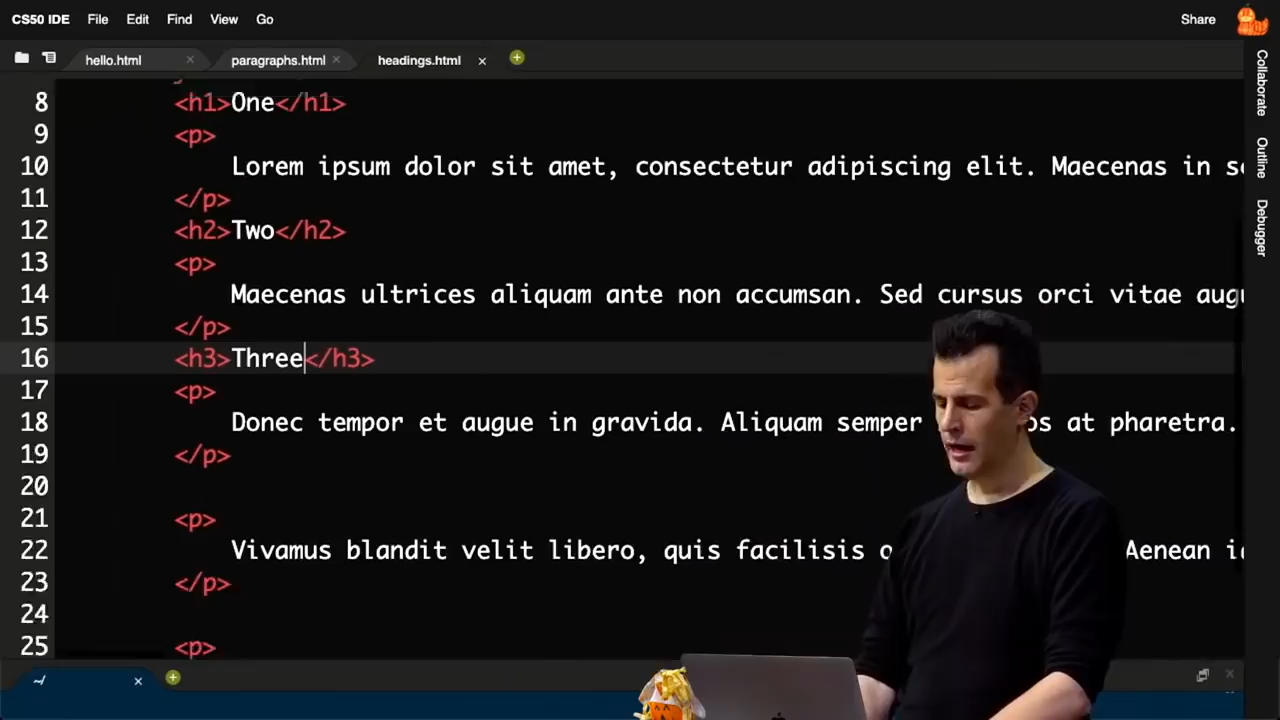 CS50 IDE File Edit Find View Go Share
hello.html paragraphs.html headings.html
8 <h1>One</h1>
9 <p>
10 Lorem ipsum dolor sit amet, consectetur adipiscing elit. Maecenas in
11 </p>
12 <h2>Two</h2>
13 <p>
14 Maecenas ultrices aliquam ante non accumsan. Sed cursus orci vitae
15 </p>
16 <h3>Three</h3>
17 <p>
18 Donec tempor et augue in gravida. Aliquam semper at pharetra.
19 </p>
20
21 <p>
22 Vivamus blandit velit libero, quis facilisis Aenean
23 </p>
24
25 <p>
~/
Collaborate
Outline
Debugger